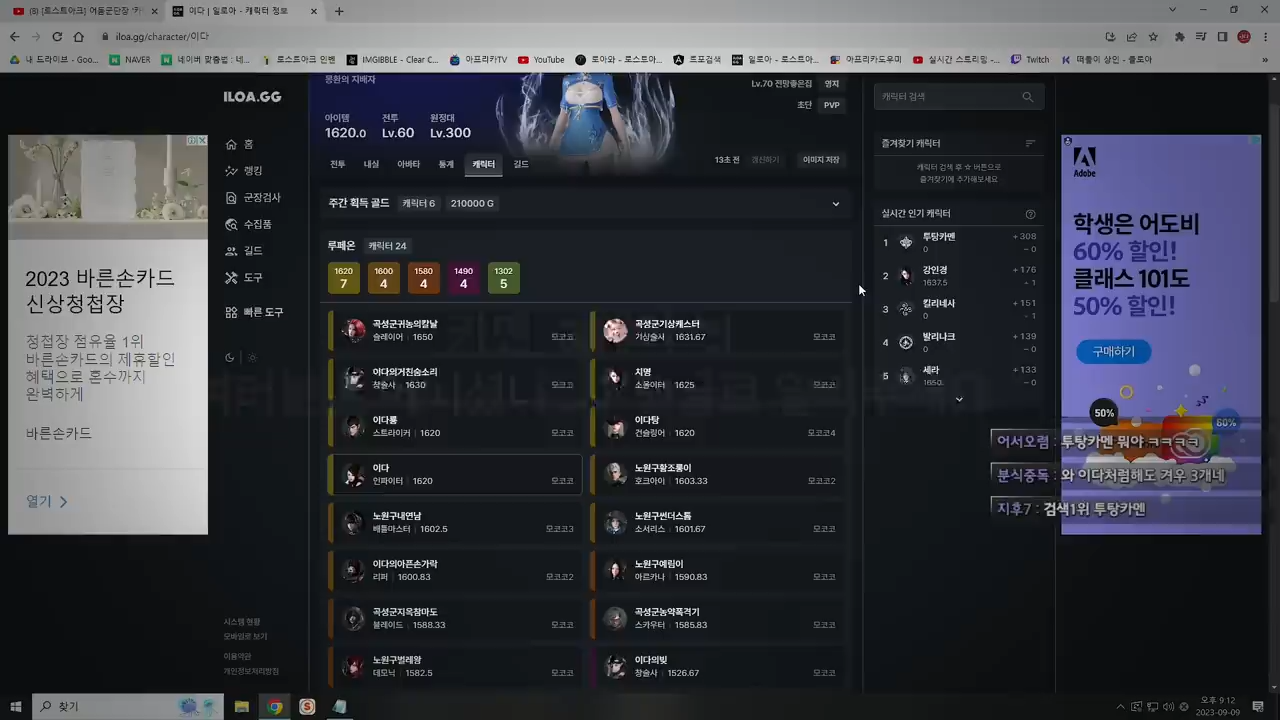 (5) [로스트아크] 어둠군단장
이다 | 일로아 - 캐릭터 정보
iloa.gg/character/이다
내 드라이브 - Goo...
NAVER
네이버 맞춤법 : 네...
로스트아크 인벤
IMGIBBLE - Clear C...
아프리카TV
YouTube
로아와 - 로스트아...
로포검색
일로아 - 로스트아...
아프리카도우미
실시간 스트리밍 -...
Twitch
떠돌이 상인 - 클로아
ILOA.GG
몽환의 지배자
Lv.70 전망좋은집
영지
초단
PVP
아이템
전투
원정대
1620.0
Lv.60
Lv.300
전투
내실
아바타
통계
캐릭터
길드
13초 전
갱신하기
이미지 저장
홈
랭킹
군장검사
수집품
길드
도구
빠른 도구
주간 획득 골드
캐릭터 6
210000 G
루페온
캐릭터 24
1620
7
1600
4
1580
4
1490
4
1302
5
곡성군귀농의칼날
슬레이어 | 1650
모코코
곡성군기상캐스터
기상술사 | 1631.67
모코코
이다의거친숨소리
창술사 | 1630
모코코
치명
소울이터 | 1625
모코코
이다룽
스트라이커 | 1620
모코코
이다탕
건슬링어 | 1620
모코코4
이다
인파이터 | 1620
모코코
노원구황조롱이
호크아이 | 1603.33
모코코2
노원구내연남
배틀마스터 | 1602.5
모코코3
노원구썬더스톰
소서리스 | 1601.67
모코코
이다의아픈손가락
리퍼 | 1600.83
모코코2
노원구예림이
아르카나 | 1590.83
모코코
곡성군지옥참마도
블레이드 | 1588.33
모코코
곡성군농약폭격기
스카우터 | 1585.83
모코코
노원구벌레왕
데모닉 | 1582.5
모코코
이다의빚
창술사 | 1526.67
모코코
캐릭터 검색
즐겨찾기 캐릭터
캐릭터 검색 후 ☆ 버튼으로
즐겨찾기에 추가해보세요
실시간 인기 캐릭터
1
투탕카멘
+308
- 0
2
강인경
1637.5
+176
- 1
3
킬리네사
0
+151
- 1
4
발리나크
0
+139
- 0
5
세라
1650.
+133
- 0
2023 바른손카드
신상청첩장
청첩장 점유율 1위
바른손카드의 제휴할인
혜택으로 혼수까지
완벽하게
바른손카드
열기
Adobe
학생은 어도비
60% 할인!
클래스 101도
50% 할인!
구매하기
50%
60%
어서오렴 : 투탕카멘 뭐야 ㅋㅋㅋㅋ
분식중독 : 와 이다처럼해도 겨우 3개네
지후7 : 검색1위 투탕카멘
시스템 현황
모바일로 보기
이용약관
개인정보처리방침
찾기
오후 9:12
2023-09-09